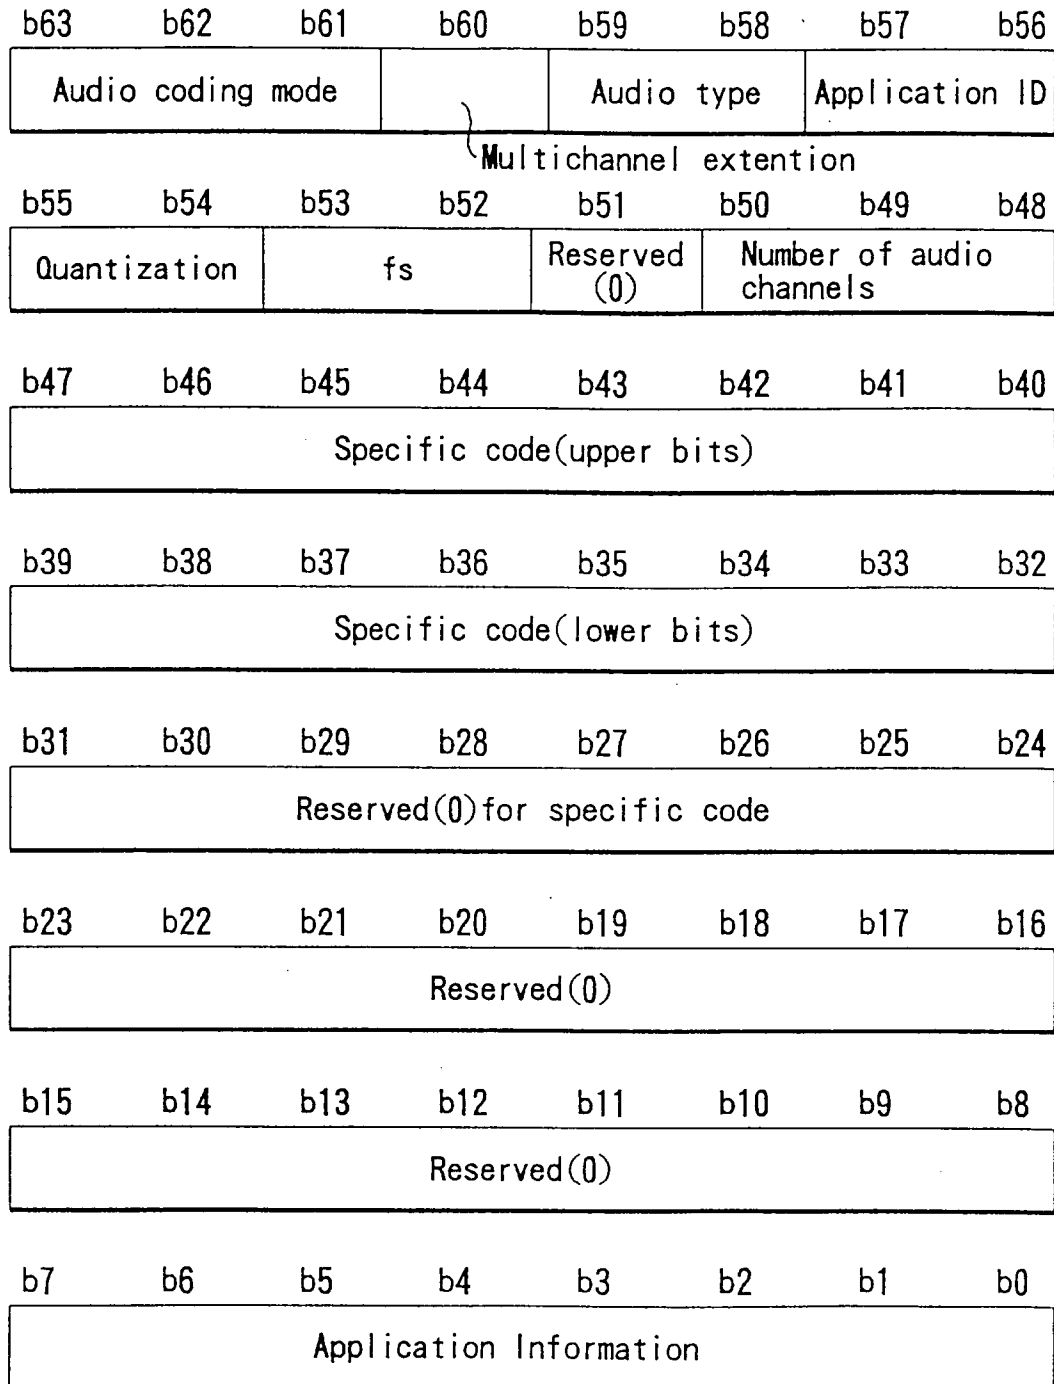 b63 b62 b61 b60 b59 b58 b57 b56
Audio coding mode Audio type Application ID
Multichannel extention
b55 b54 b53 b52 b51 b50 b49 b48
Quantization fs Reserved (0) Number of audio channels
b47 b46 b45 b44 b43 b42 b41 b40
Specific code(upper bits)
b39 b38 b37 b36 b35 b34 b33 b32
Specific code(lower bits)
b31 b30 b29 b28 b27 b26 b25 b24
Reserved(0)for specific code
b23 b22 b21 b20 b19 b18 b17 b16
Reserved(0)
b15 b14 b13 b12 b11 b10 b9 b8
Reserved(0)
b7 b6 b5 b4 b3 b2 b1 b0
Application Information